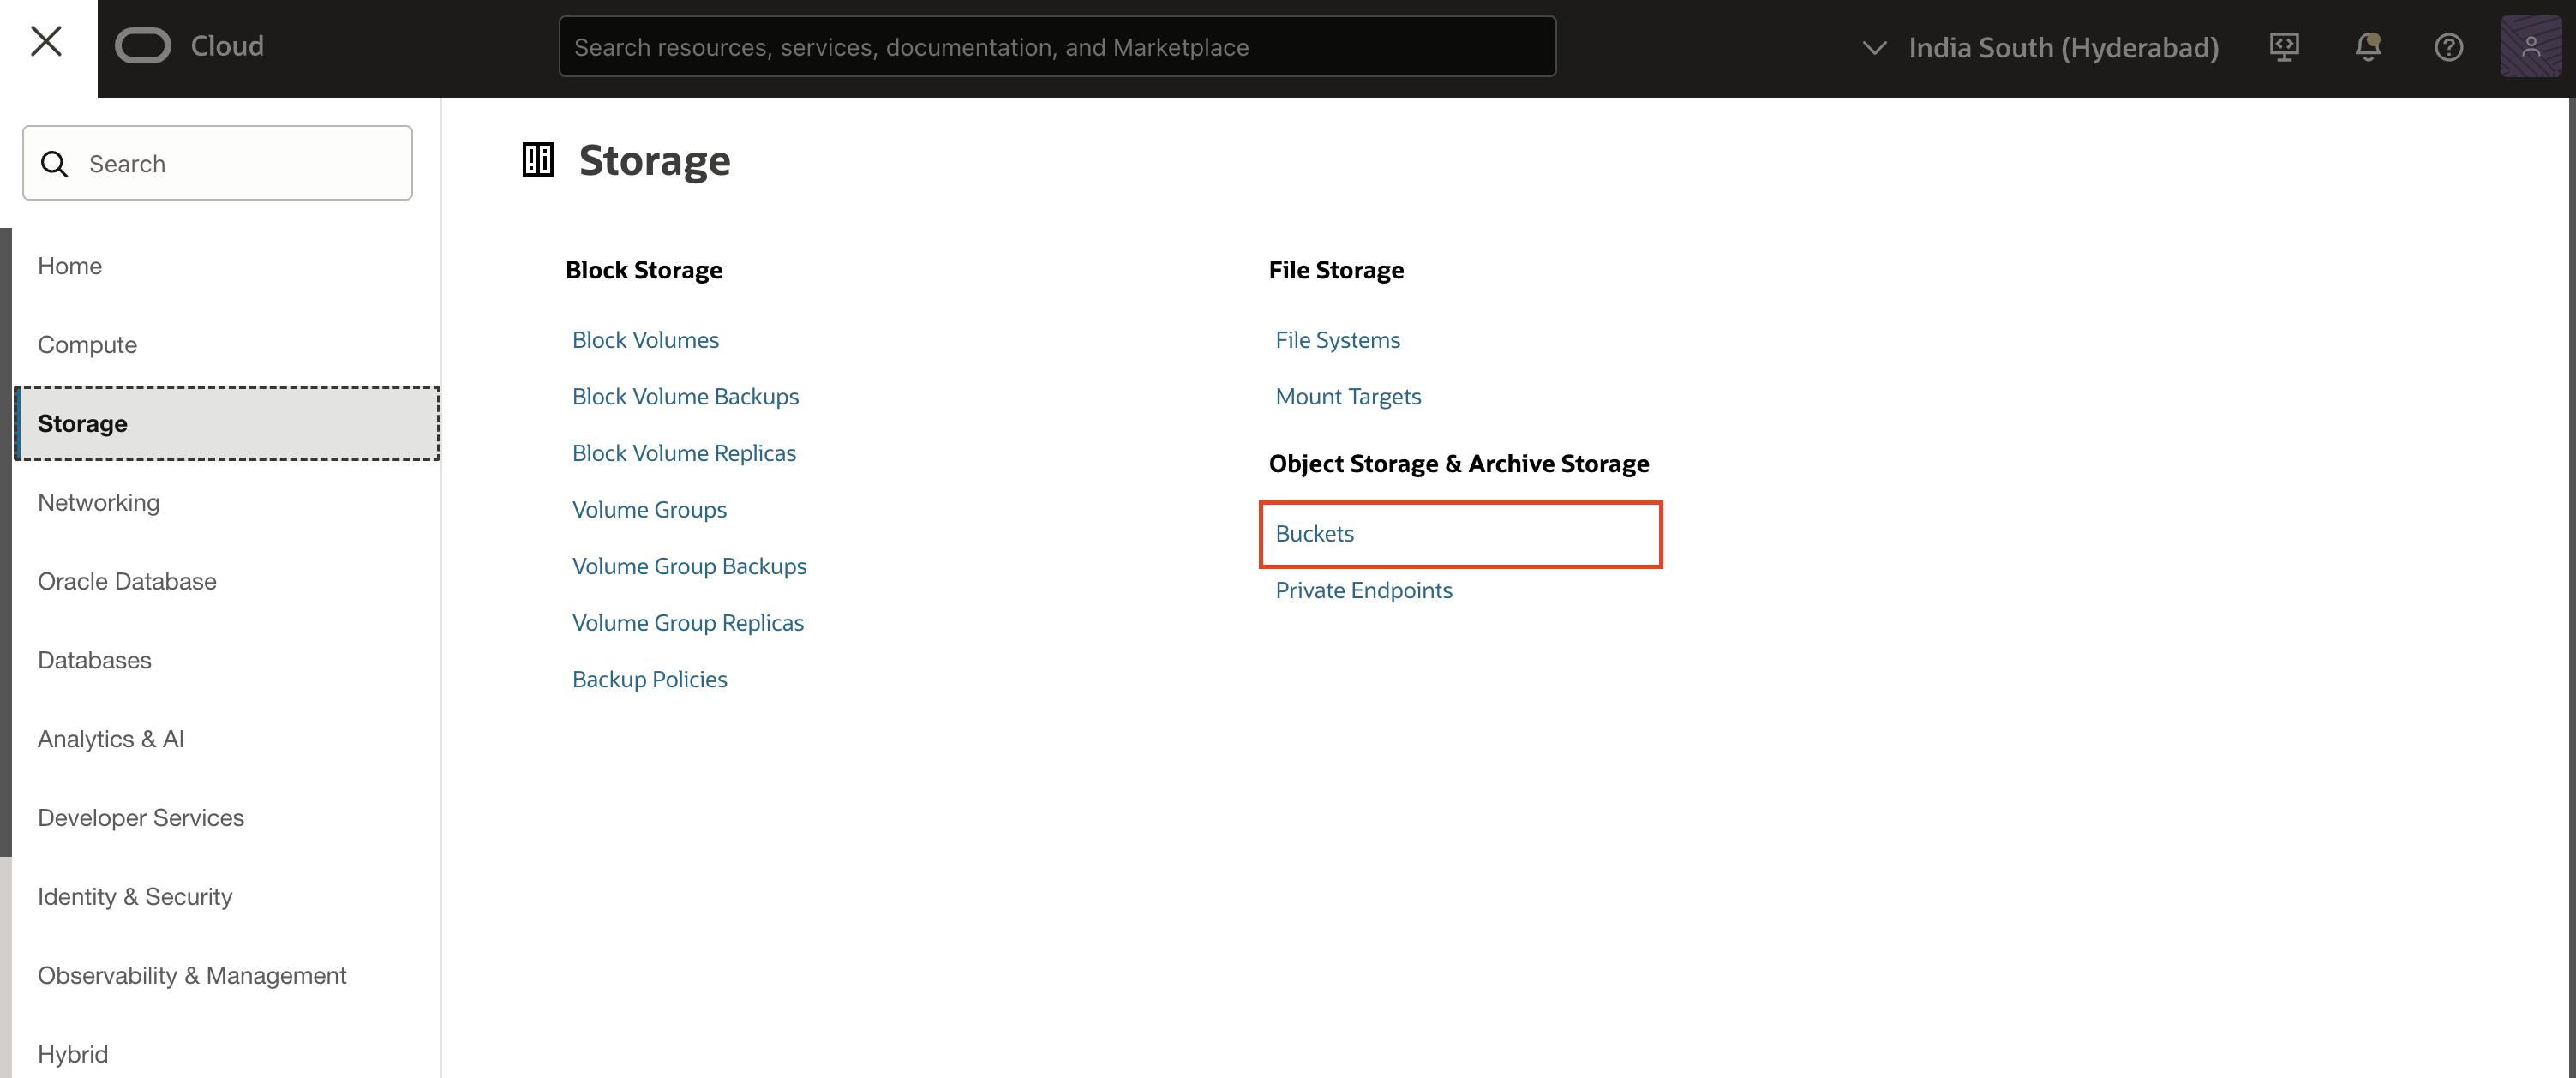 Cloud
Search resources, services, documentation, and Marketplace
India South (Hyderabad)
Search
Home
Compute
Storage
Networking
Oracle Database
Databases
Analytics & AI
Developer Services
Identity & Security
Observability & Management
Hybrid
Storage
Block Storage
Block Volumes
Block Volume Backups
Block Volume Replicas
Volume Groups
Volume Group Backups
Volume Group Replicas
Backup Policies
File Storage
File Systems
Mount Targets
Object Storage & Archive Storage
Buckets
Private Endpoints